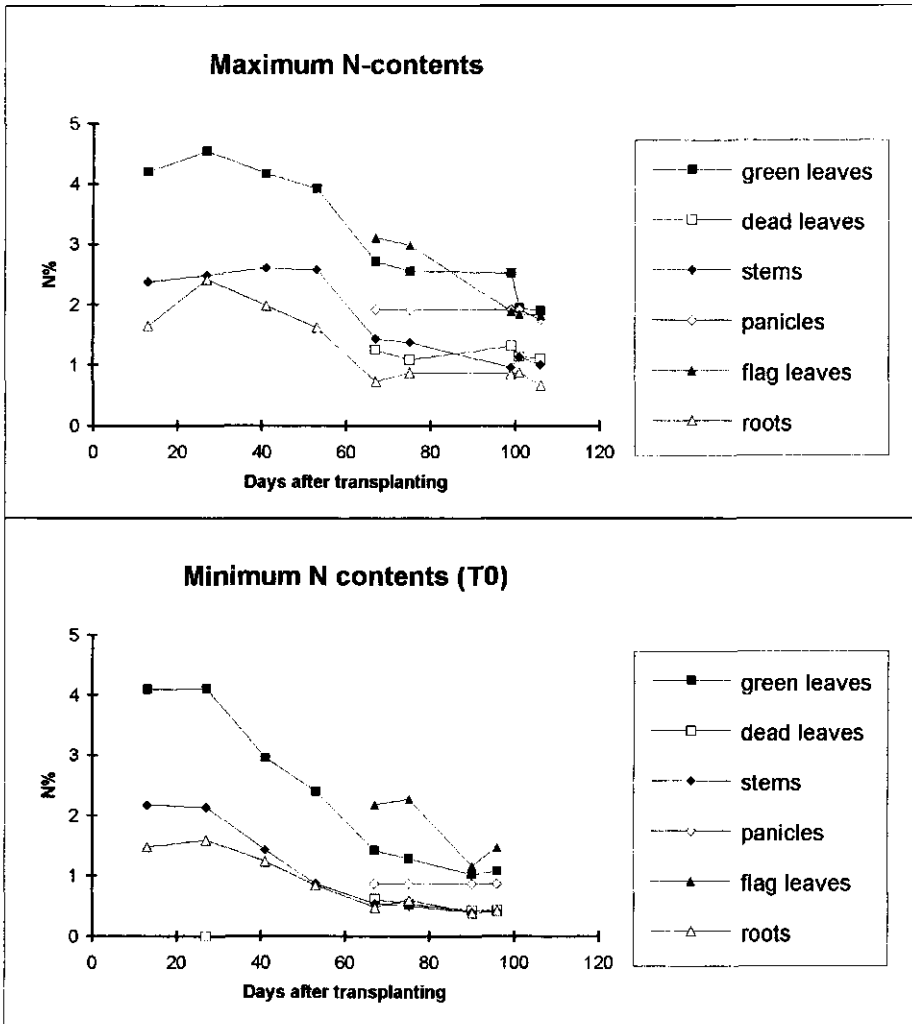 Maximum N-contents
5
4
3
2
1
0
N%
0 20 40 60 80 100 120
Days after transplanting
green leaves
dead leaves
stems
panicles
flag leaves
roots
Minimum N contents (T0)
5
4
3
2
1
0
N%
0 20 40 60 80 100 120
Days after transplanting
green leaves
dead leaves
stems
panicles
flag leaves
roots